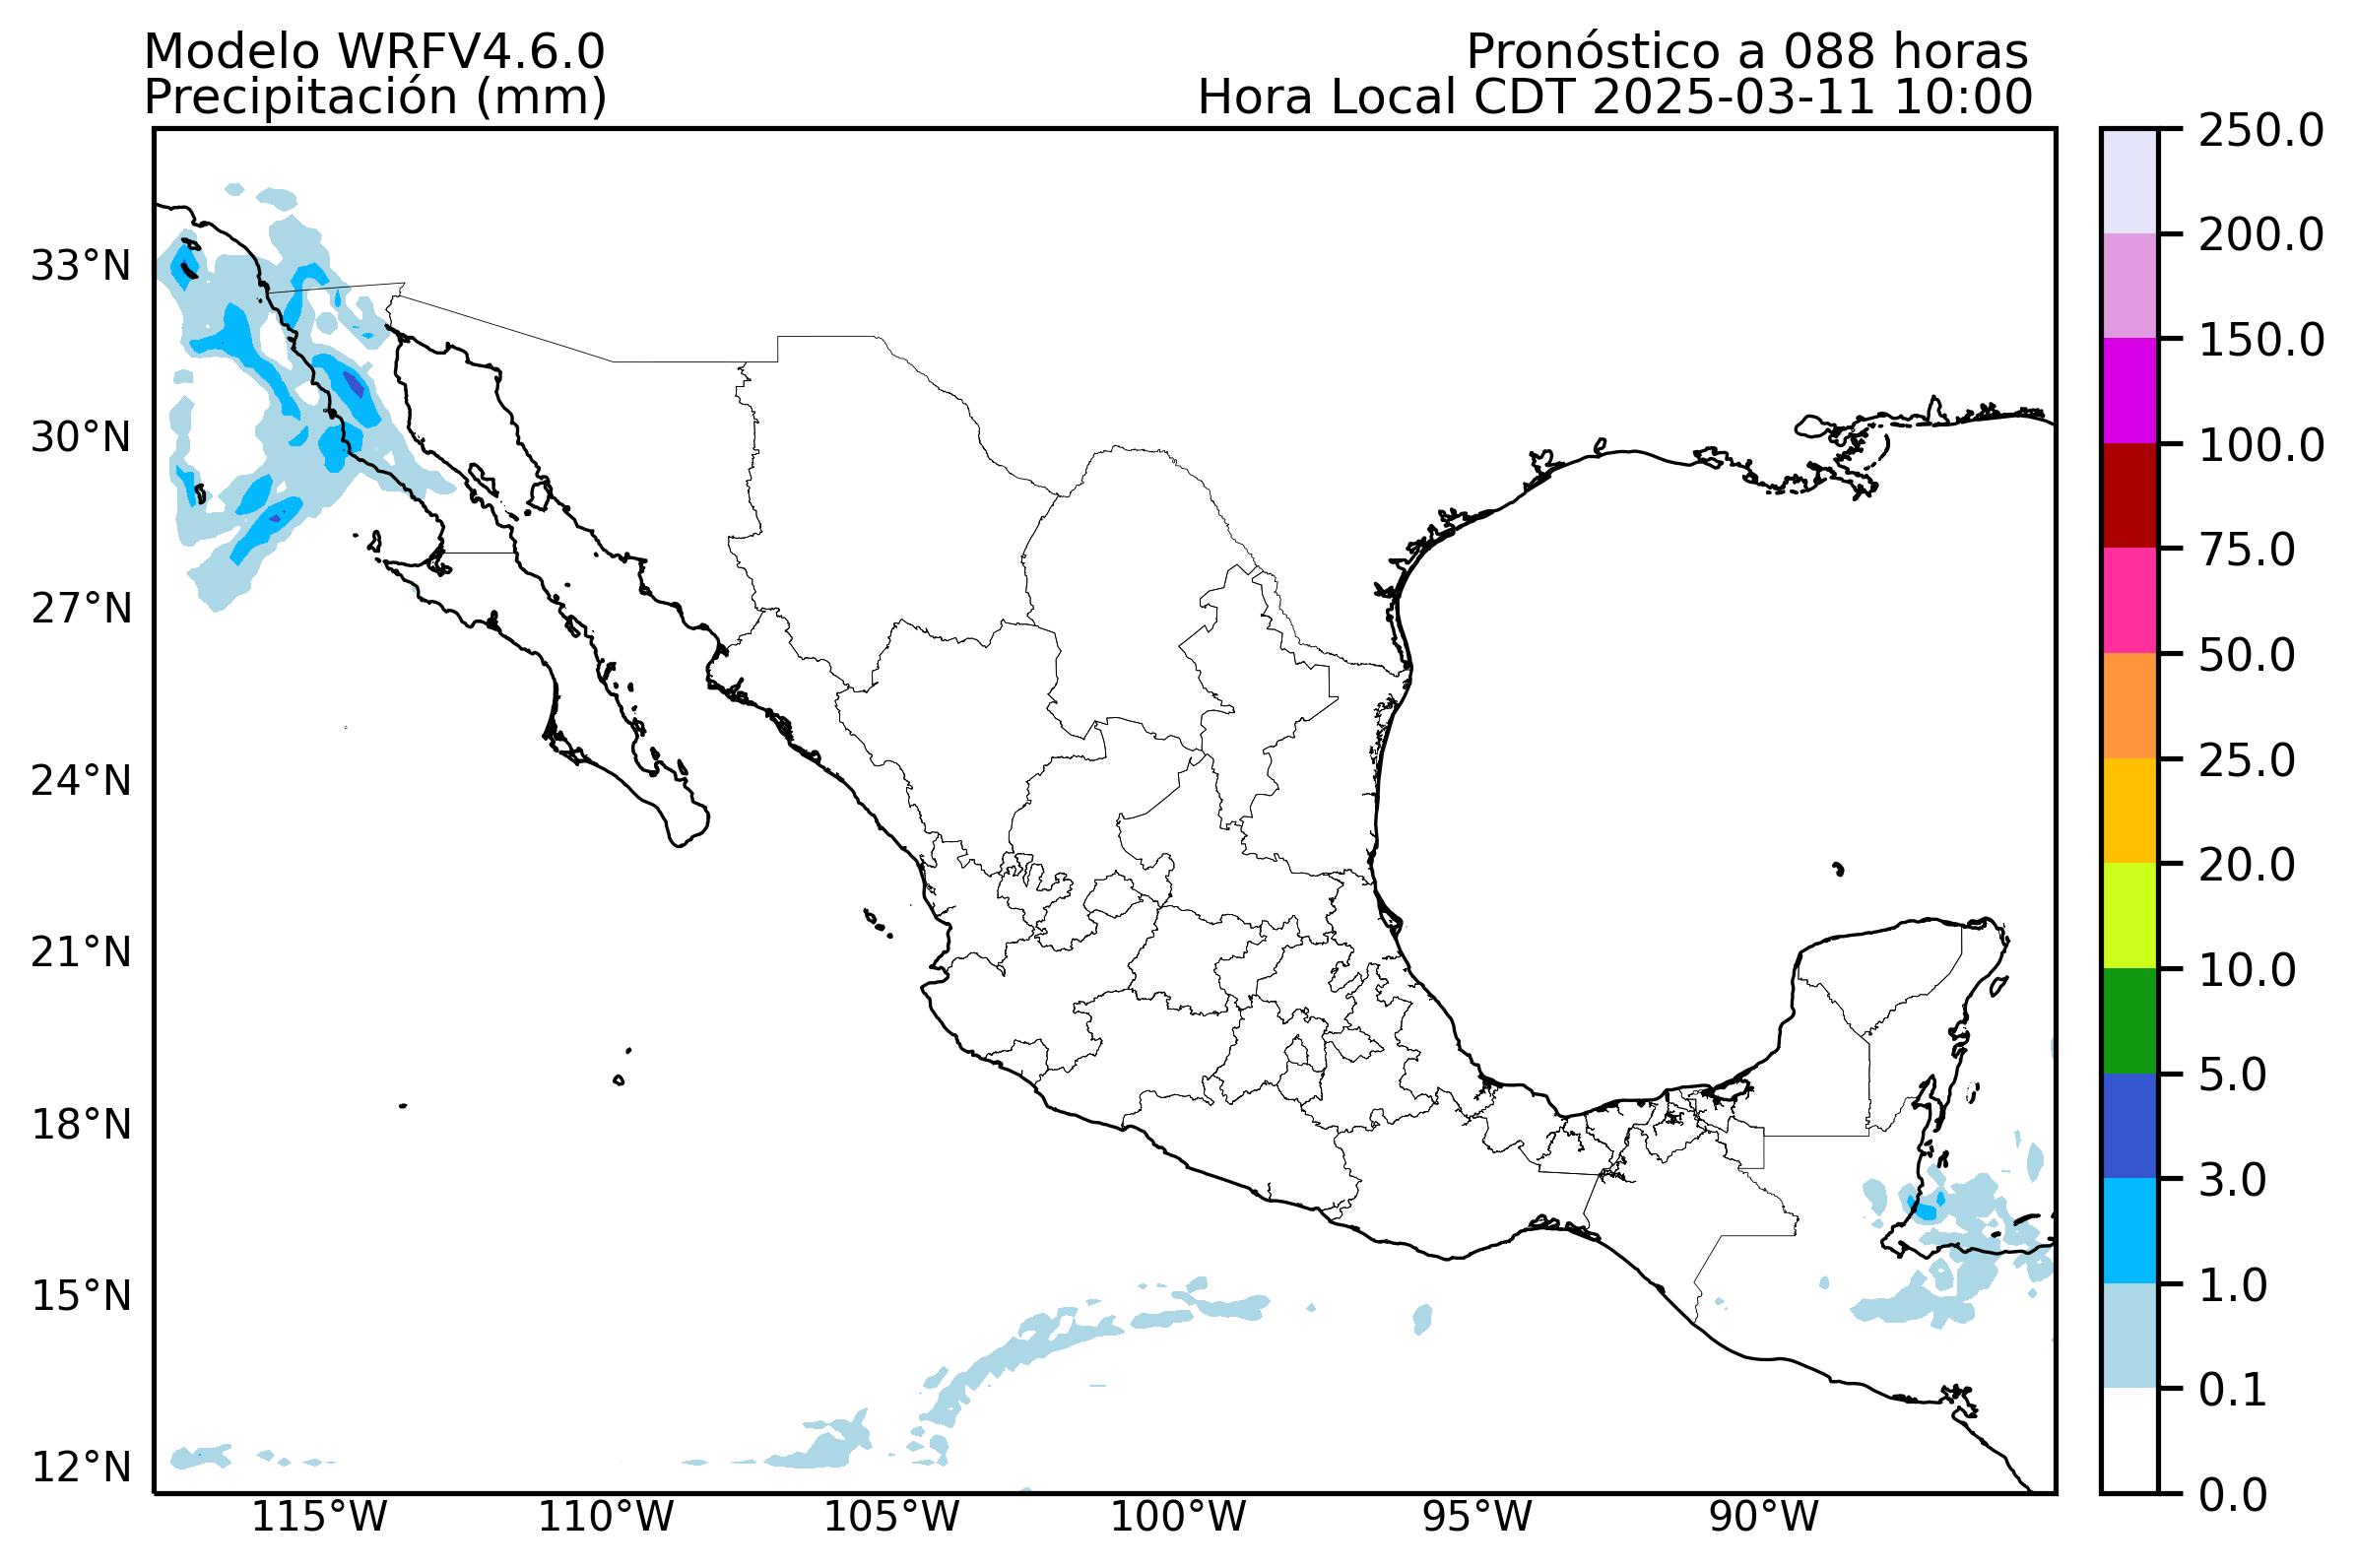 Modelo WRFV4.6.0
Pronóstico a 088 horas
Precipitación (mm)
Hora Local CDT 2025-03-11 10:00
33°N
30°N
27°N
24°N
21°N
18°N
15°N
12°N
115°W
110°W
105°W
100°W
95°W
90°W
250.0
200.0
150.0
100.0
75.0
50.0
25.0
20.0
10.0
5.0
3.0
1.0
0.1
0.0